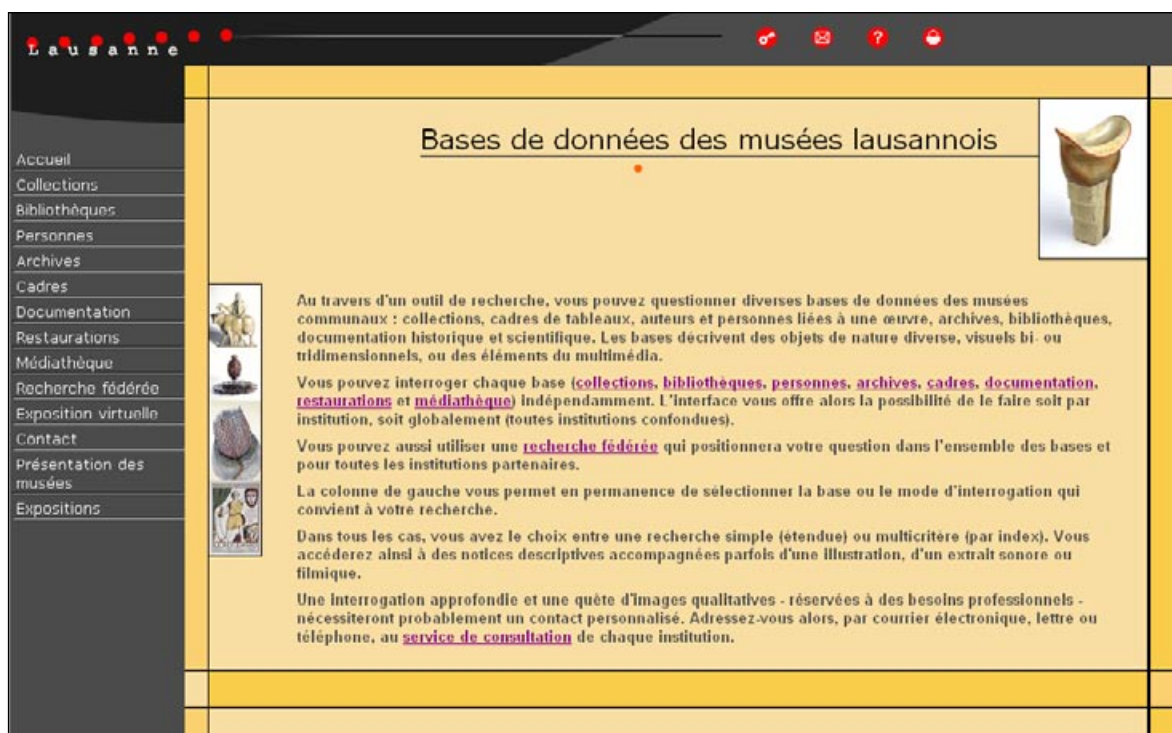 Lausanne
?
Bases de données des musées lausannois
Accueil
Collections
Bibliothèques
Personnes
Archives
Cadres
Documentation
Restaurations
Médiathèque
Recherche fédérée
Exposition virtuelle
Contact
Présentation des
musées
Expositions
Au travers d'un outil de recherche, vous pouvez questionner diverses bases de données des musées
communaux : collections, cadres de tableaux, auteurs et personnes liées à une œuvre, archives, bibliothèques,
documentation historique et scientifique. Les bases décrivent des objets de nature diverse, visuels bi- ou
tridimensionnels, ou des éléments du multimédia.
Vous pouvez interroger chaque base (collections, bibliothèques, personnes, archives, cadres, documentation,
restaurations et médiathèque) indépendamment. L'interface vous offre alors la possibilité de le faire soit par
institution, soit globalement (toutes institutions confondues).
Vous pouvez aussi utiliser une recherche fédérée qui positionnera votre question dans l'ensemble des bases et
pour toutes les institutions partenaires.
La colonne de gauche vous permet en permanence de sélectionner la base ou le mode d'interrogation qui
convient à votre recherche.
Dans tous les cas, vous avez le choix entre une recherche simple (étendue) ou multicritère (par index). Vous
accéderez ainsi à des notices descriptives accompagnées parfois d'une illustration, d'un extrait sonore ou
filmique.
Une interrogation approfondie et une quête d'images qualitatives - réservées à des besoins professionnels -
nécessiteront probablement un contact personnalisé. Adressez-vous alors, par courrier électronique, lettre ou
téléphone, au service de consultation de chaque institution.